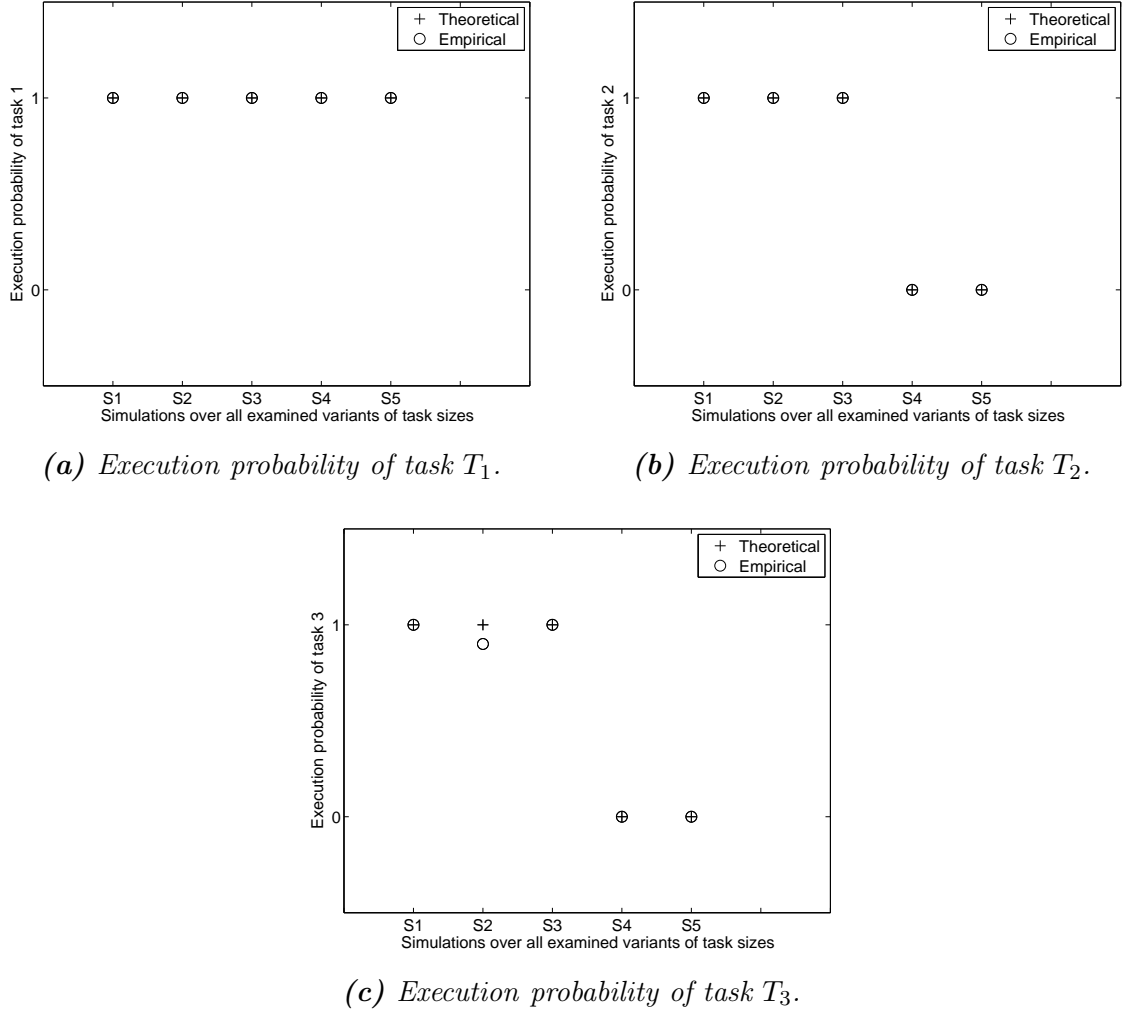 Theoretical
Empirical
Execution probability of task 1
1
0
S1 S2 S3 S4 S5
Simulations over all examined variants of task sizes
(a) Execution probability of task T1.
Theoretical
Empirical
Execution probability of task 2
1
0
S1 S2 S3 S4 S5
Simulations over all examined variants of task sizes
(b) Execution probability of task T2.
Theoretical
Empirical
Execution probability of task 3
1
0
S1 S2 S3 S4 S5
Simulations over all examined variants of task sizes
(c) Execution probability of task T3.